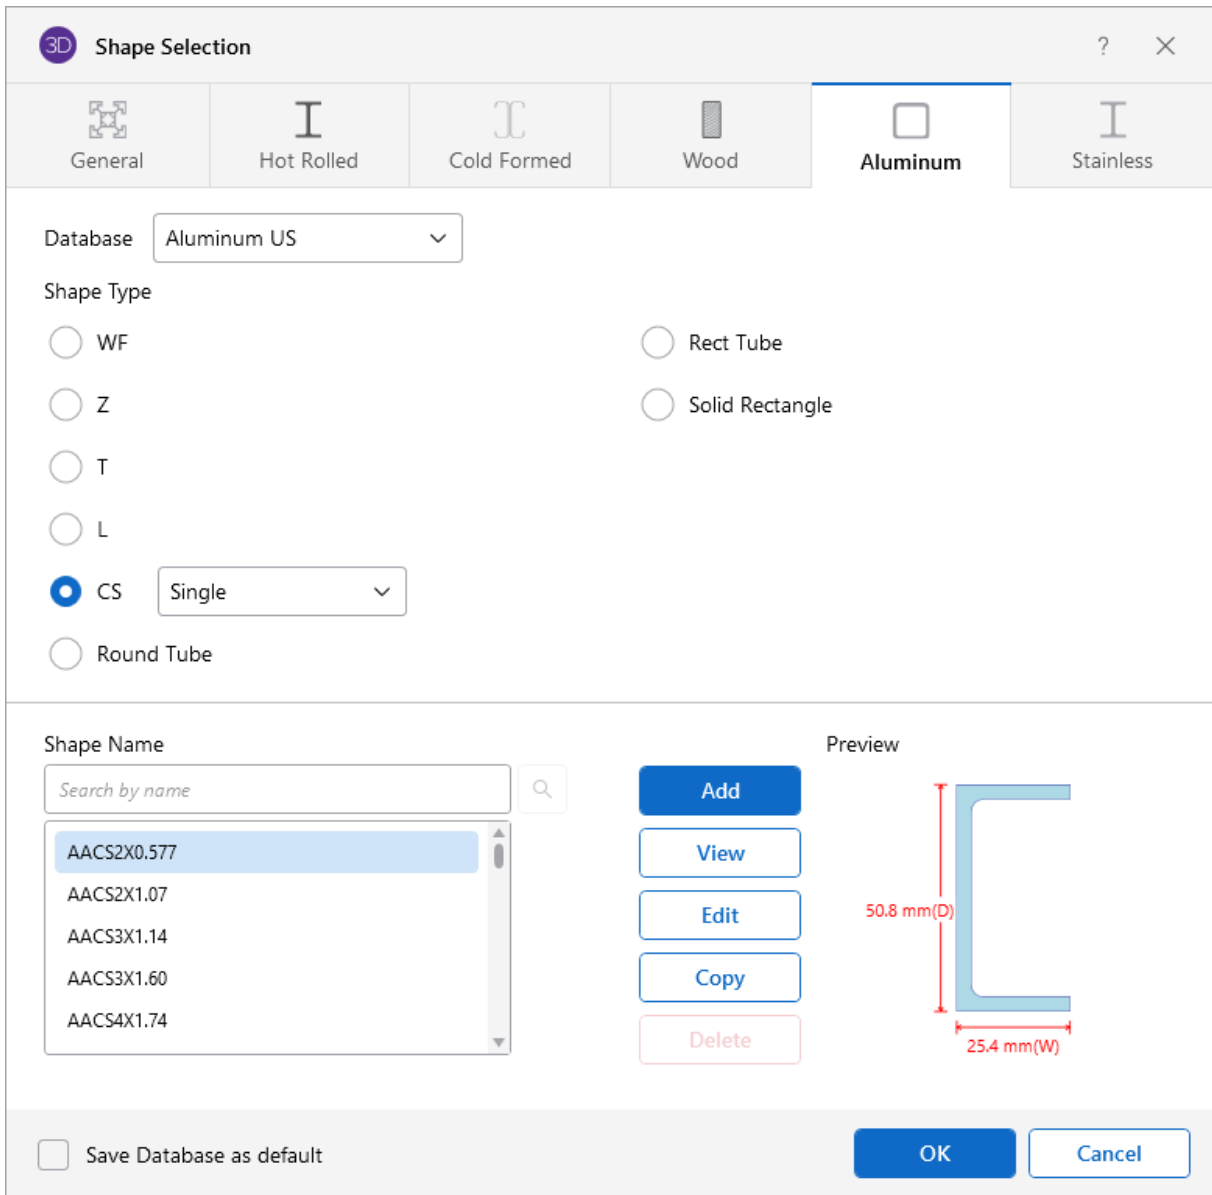 3D Shape Selection ?
General Hot Rolled Cold Formed Wood Aluminum Stainless
Database Aluminum US
Shape Type
WF Rect Tube
Z Solid Rectangle
T
L
CS Single
Round Tube
Shape Name
Search by name
AACS2X0.577
AACS2X1.07
AACS3X1.14
AACS3X1.60
AACS4X1.74
Add
View
Edit
Copy
Delete
Preview
50.8 mm(D)
25.4 mm(W)
Save Database as default OK Cancel